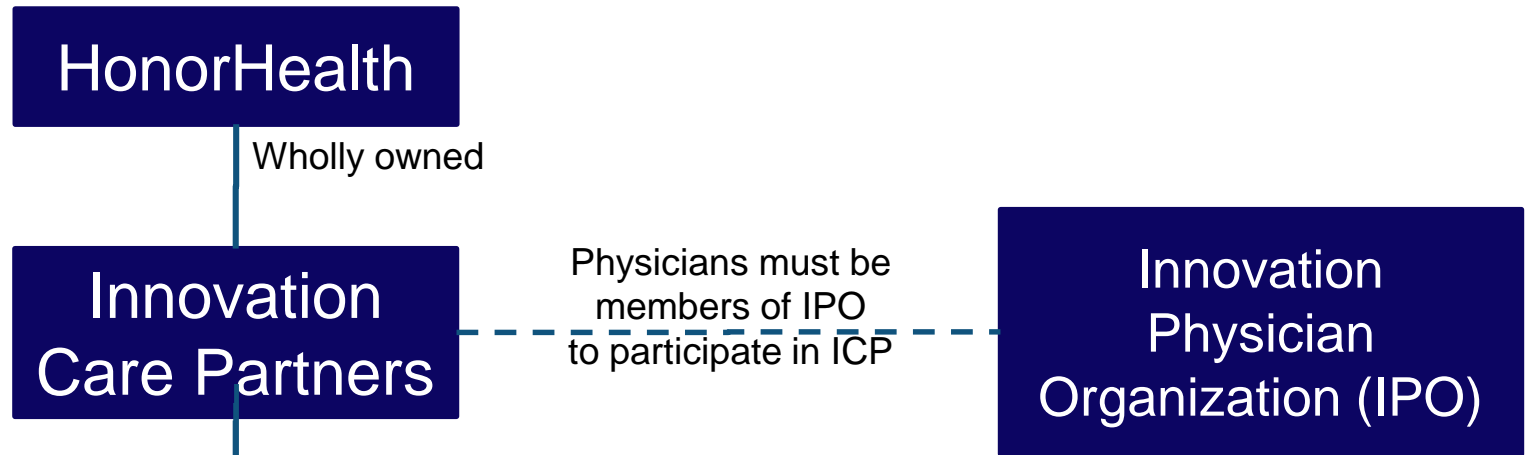 HonorHealth
Wholly owned
Innovation
Care Partners
Physicians must be
members of IPO
to participate in ICP
Innovation
Physician
Organization (IPO)